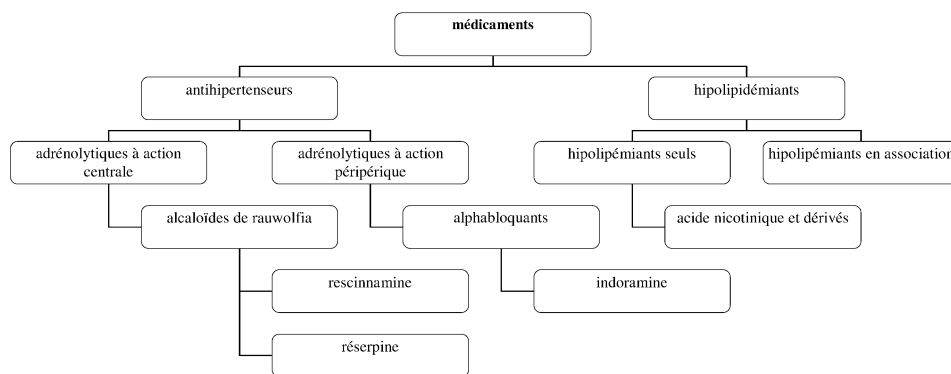 médicaments
antihipertenseurs
hipolipidémiants
adrénolytiques à action
centrale
adrénolytiques à action
péripérique
hipolipémiants seuls
hipolipémiants en association
alcaloïdes de rauwolfia
alphabloquants
acide nicotinique et dérivés
rescinnamine
indoramine
réserpine